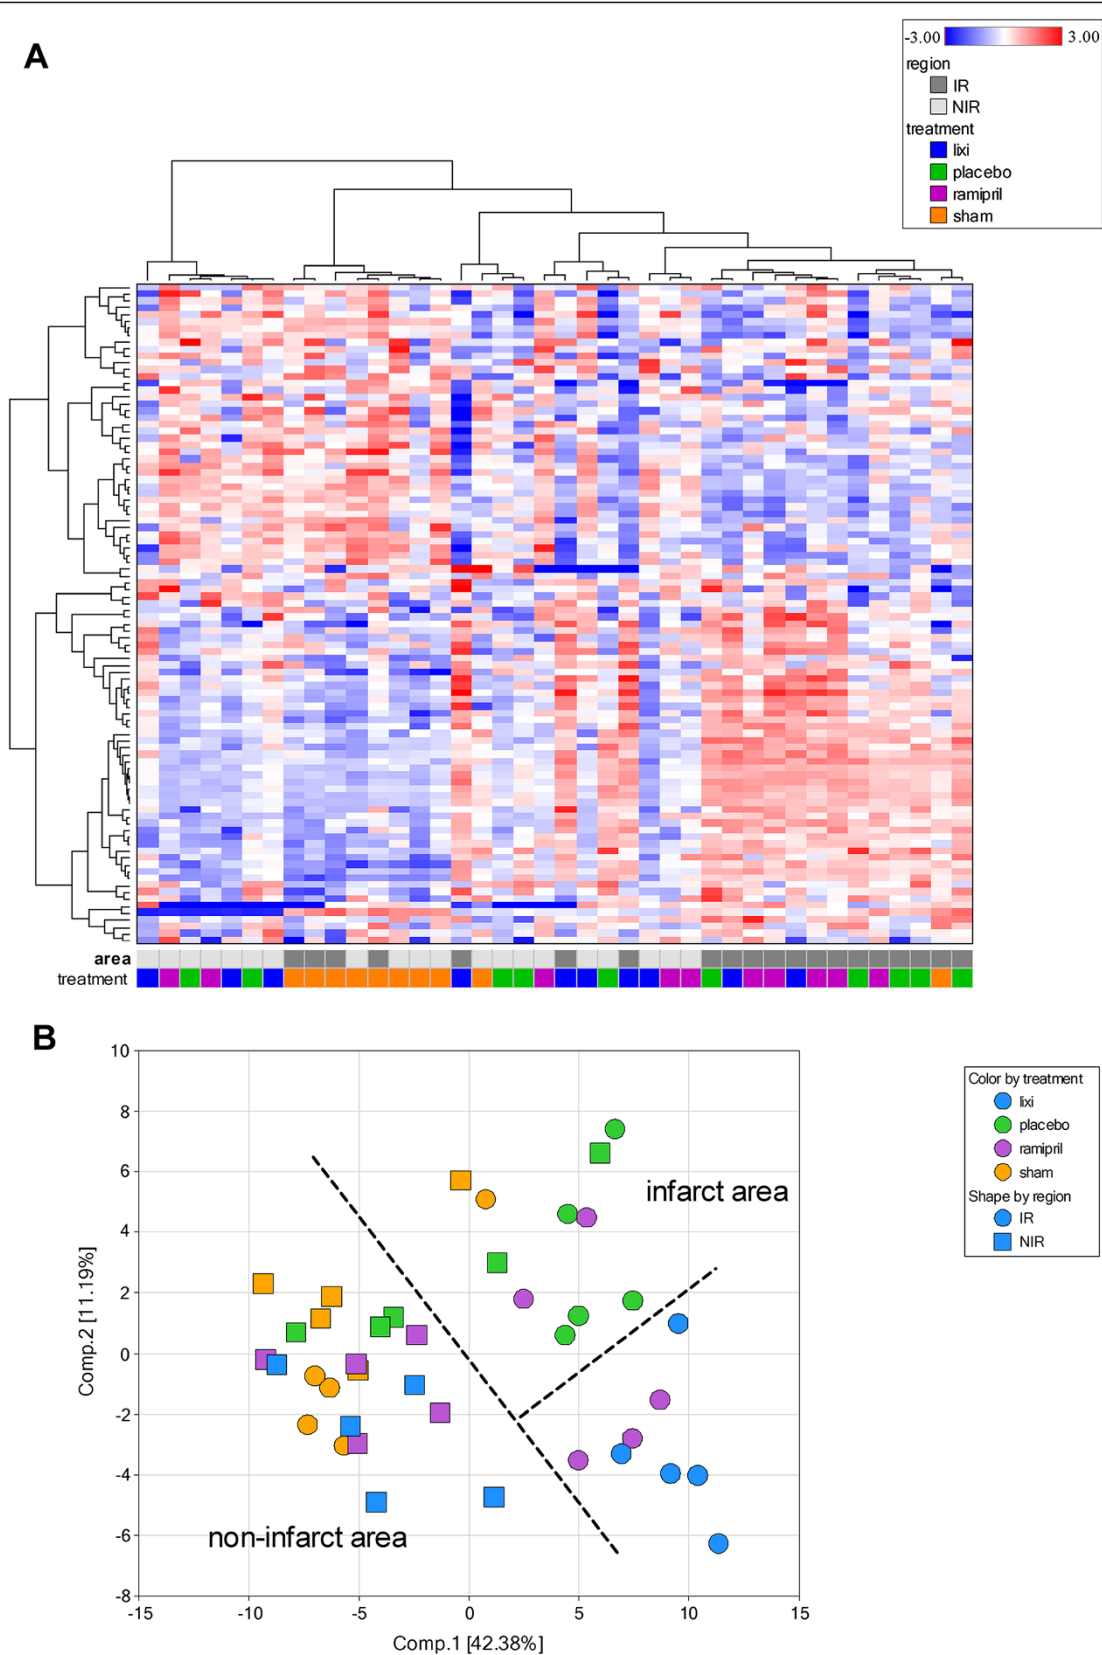 A
-3.00 3.00
region
IR
NIR
treatment
lixi
placebo
ramipril
sham
area
treatment
B
10
8
6
4
2
0
-2
-4
-6
-8
-15 -10 -5 0 5 10 15
Comp.2 [11.19%]
Comp.1 [42.38%]
infarct area
non-infarct area
Color by treatment
lixi
placebo
ramipril
sham
Shape by region
IR
NIR